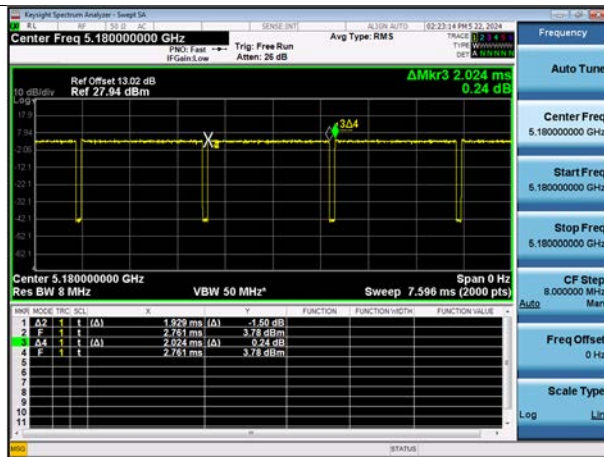 Keysight Spectrum Analyzer - Swept SA
RL RF 50 Ω AC SENSE:INT ALIGN AUTO 02:23:14 PM 5 22, 2024
Center Freq 5.180000000 GHz
PNO: Fast
IFGain:Low
Trig: Free Run
Atten: 26 dB
Avg Type: RMS
TRACE 1 2 3 4 5 6
TYPE W W W W W W
DET A N N N N N
Ref Offset 13.02 dB
Ref 27.94 dBm
10 dB/div
Log
ΔMkr3 2.024 ms
0.24 dB
17.9
7.94
-2.06
-12.1
-22.1
-32.1
-42.1
-52.1
-62.1
3Δ4
Center 5.180000000 GHz
Span 0 Hz
Res BW 8 MHz
VBW 50 MHz*
Sweep 7.596 ms (2000 pts)
MKR MODE TRC SCL X Y FUNCTION FUNCTION WIDTH FUNCTION VALUE
1 Δ2 1 t (Δ) 1.929 ms (Δ) -1.50 dB
2 F 1 t 2.761 ms 3.78 dBm
3 Δ4 1 t (Δ) 2.024 ms (Δ) 0.24 dB
4 F 1 t 2.761 ms 3.78 dBm
5
6
7
8
9
10
11
MSG
STATUS
Frequency
Auto Tune
Center Freq
5.180000000 GHz
Start Freq
5.180000000 GHz
Stop Freq
5.180000000 GHz
CF Step
8.000000 MHz
Auto Man
Freq Offset
0 Hz
Scale Type
Log Lin